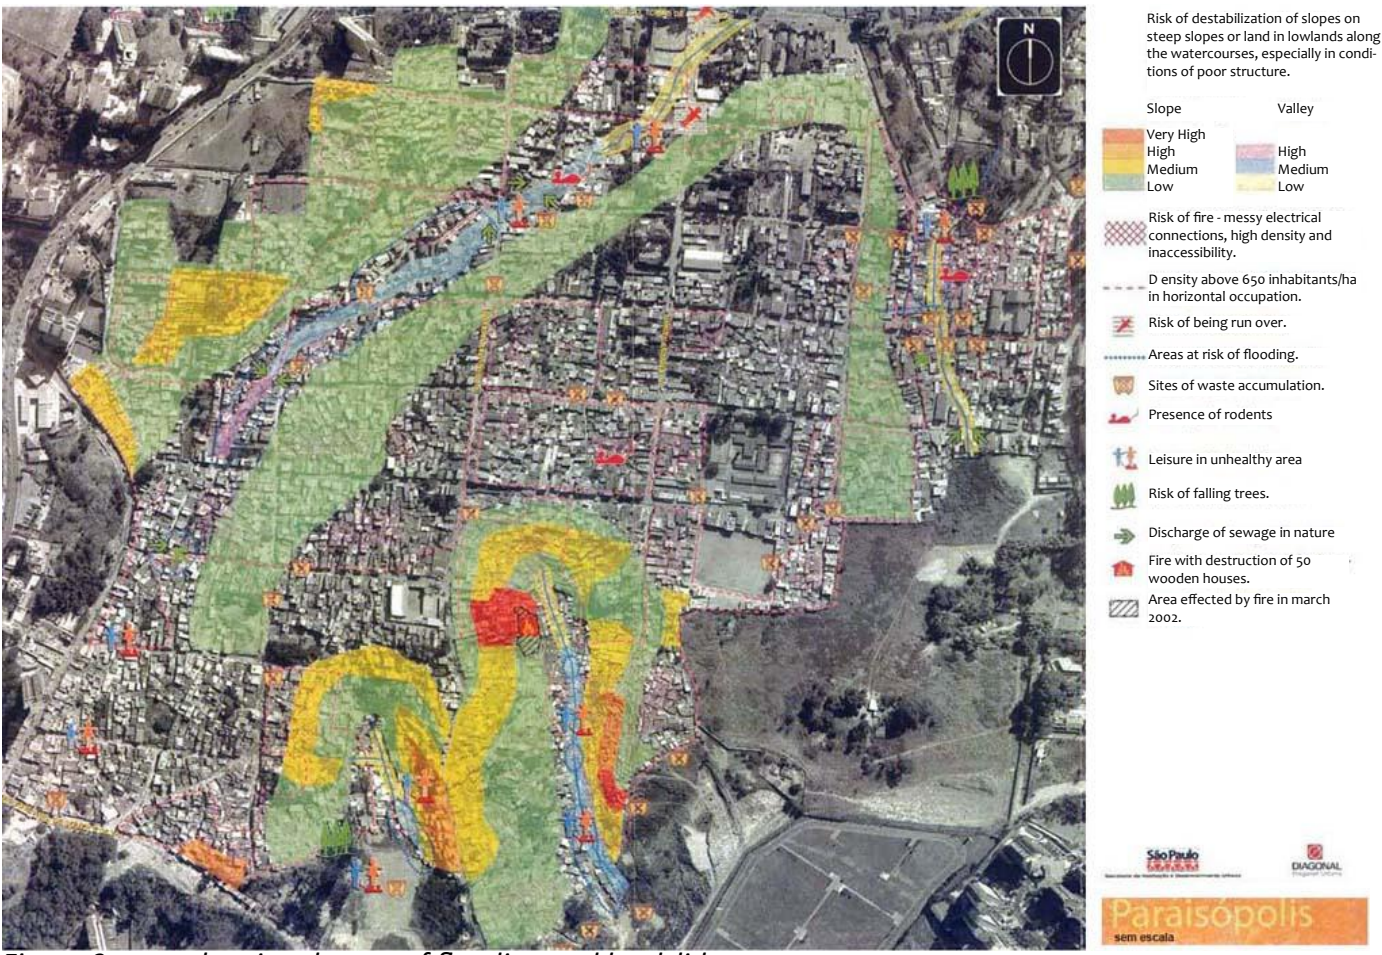 N
Risk of destabilization of slopes on
steep slopes or land in lowlands along
the watercourses, especially in condi-
tions of poor structure.
Slope Valley
Very High
High High
Medium Medium
Low Low
Risk of fire - messy electrical
connections, high density and
inaccessibility.
D ensity above 650 inhabitants/ha
in horizontal occupation.
Risk of being run over.
Areas at risk of flooding.
Sites of waste accumulation.
Presence of rodents
Leisure in unhealthy area
Risk of falling trees.
Discharge of sewage in nature
Fire with destruction of 50
wooden houses.
Area effected by fire in march
2002.
São Paulo
DIAGONAL
Paraisópolis
sem escala